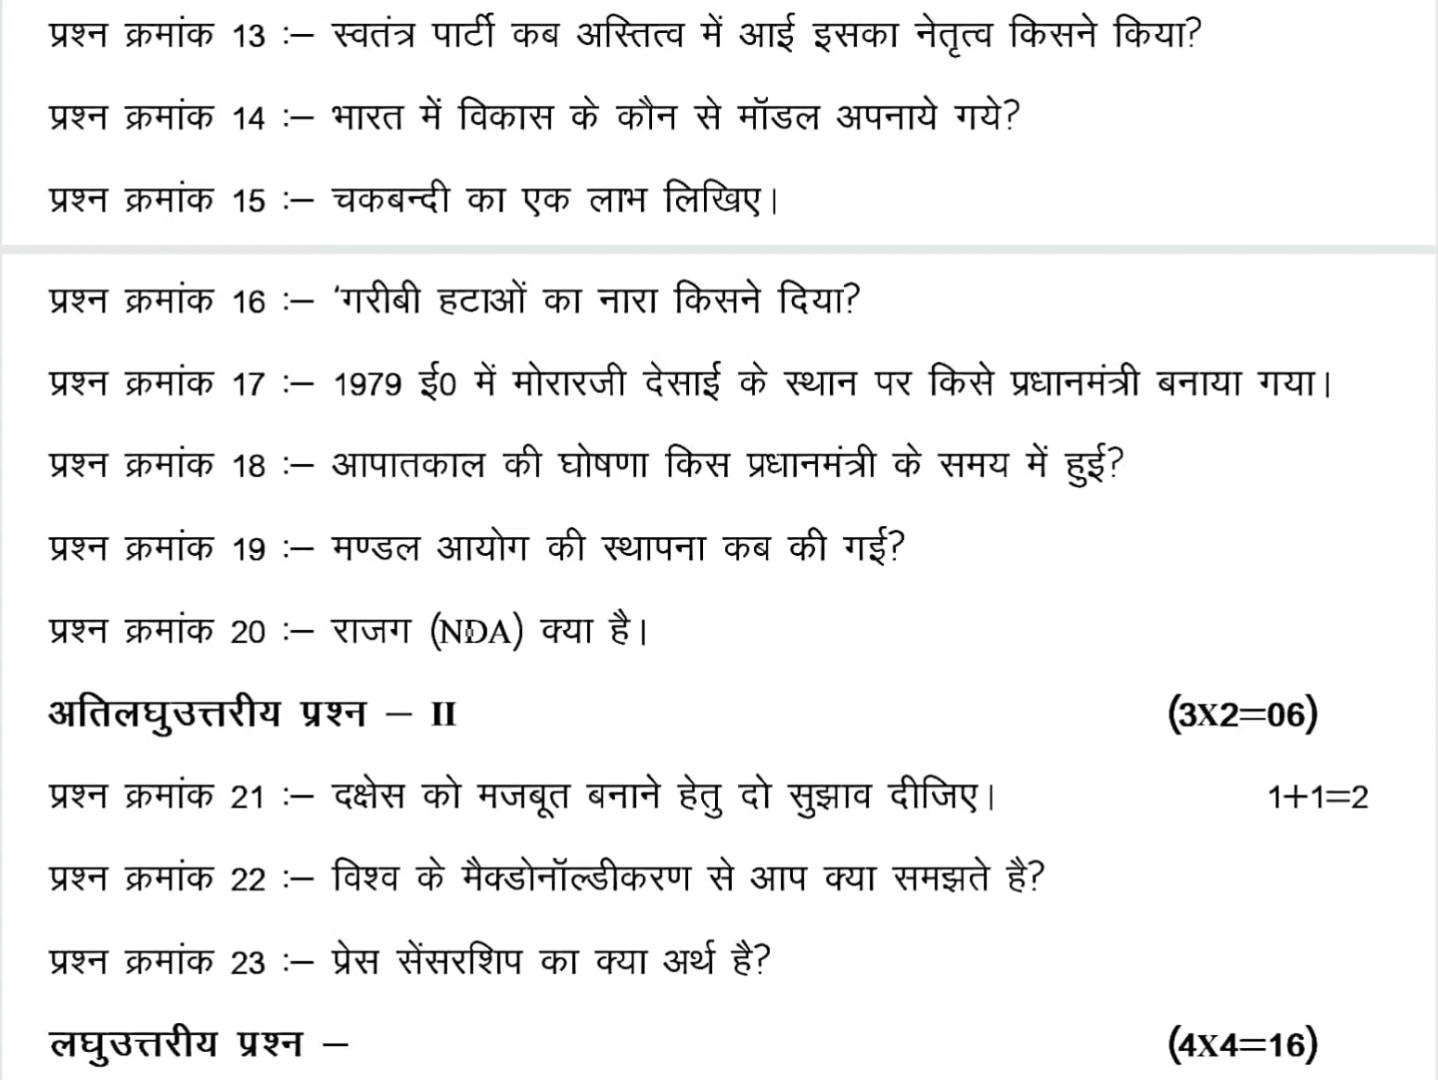 प्रश्न क्रमांक 13 :– स्वतंत्र पार्टी कब अस्तित्व में आई इसका नेतृत्व किसने किया?
प्रश्न क्रमांक 14 :– भारत में विकास के कौन से मॉडल अपनाये गये?
प्रश्न क्रमांक 15 :– चकबन्दी का एक लाभ लिखिए।
प्रश्न क्रमांक 16 :– ‘गरीबी हटाओं का नारा किसने दिया?
प्रश्न क्रमांक 17 :– 1979 ई0 में मोरारजी देसाई के स्थान पर किसे प्रधानमंत्री बनाया गया।
प्रश्न क्रमांक 18 :– आपातकाल की घोषणा किस प्रधानमंत्री के समय में हुई?
प्रश्न क्रमांक 19 :– मण्डल आयोग की स्थापना कब की गई?
प्रश्न क्रमांक 20 :– राजग (NDA) क्या है।
अतिलघुउत्तरीय प्रश्न – II (3X2=06)
प्रश्न क्रमांक 21 :– दक्षेस को मजबूत बनाने हेतु दो सुझाव दीजिए। 1+1=2
प्रश्न क्रमांक 22 :– विश्व के मैक्डोनॉल्डीकरण से आप क्या समझते है?
प्रश्न क्रमांक 23 :– प्रेस सेंसरशिप का क्या अर्थ है?
लघुउत्तरीय प्रश्न – (4X4=16)